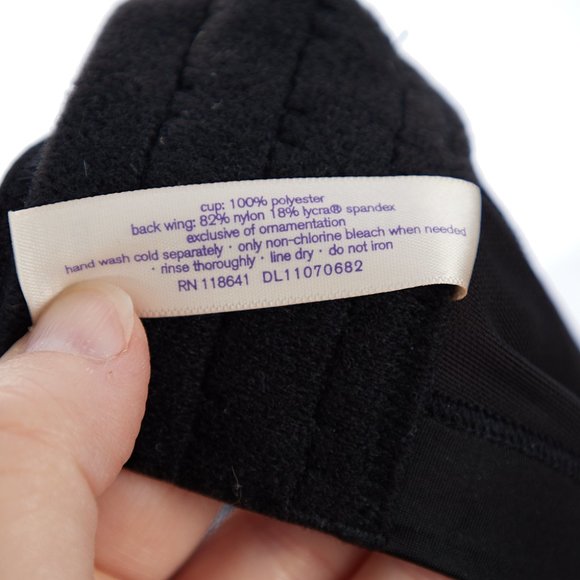 cup: 100% polyester
back wing: 82% nylon 18% lycra® spandex
exclusive of ornamentation
hand wash cold separately · only non-chlorine bleach when needed
· rinse thoroughly · line dry · do not iron
RN 118641 DL11070682